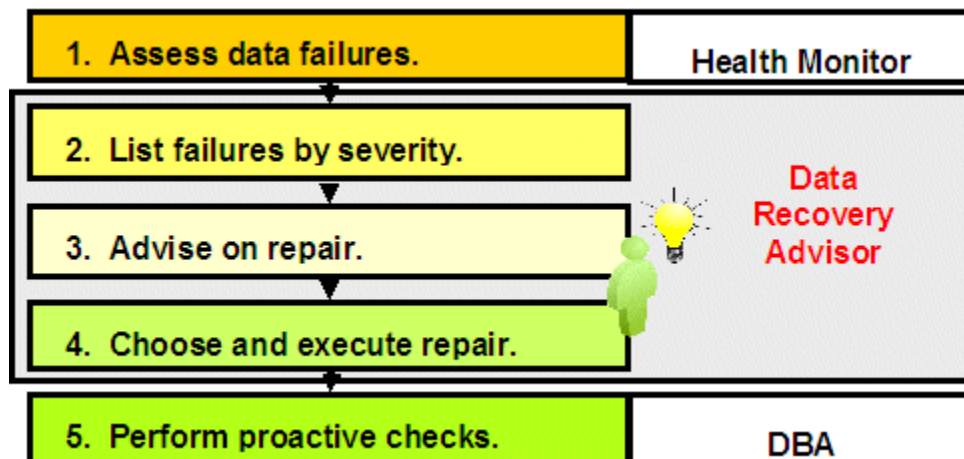 1. Assess data failures.
Health Monitor
2. List failures by severity.
3. Advise on repair.
Data
Recovery
Advisor
4. Choose and execute repair.
5. Perform proactive checks.
DBA